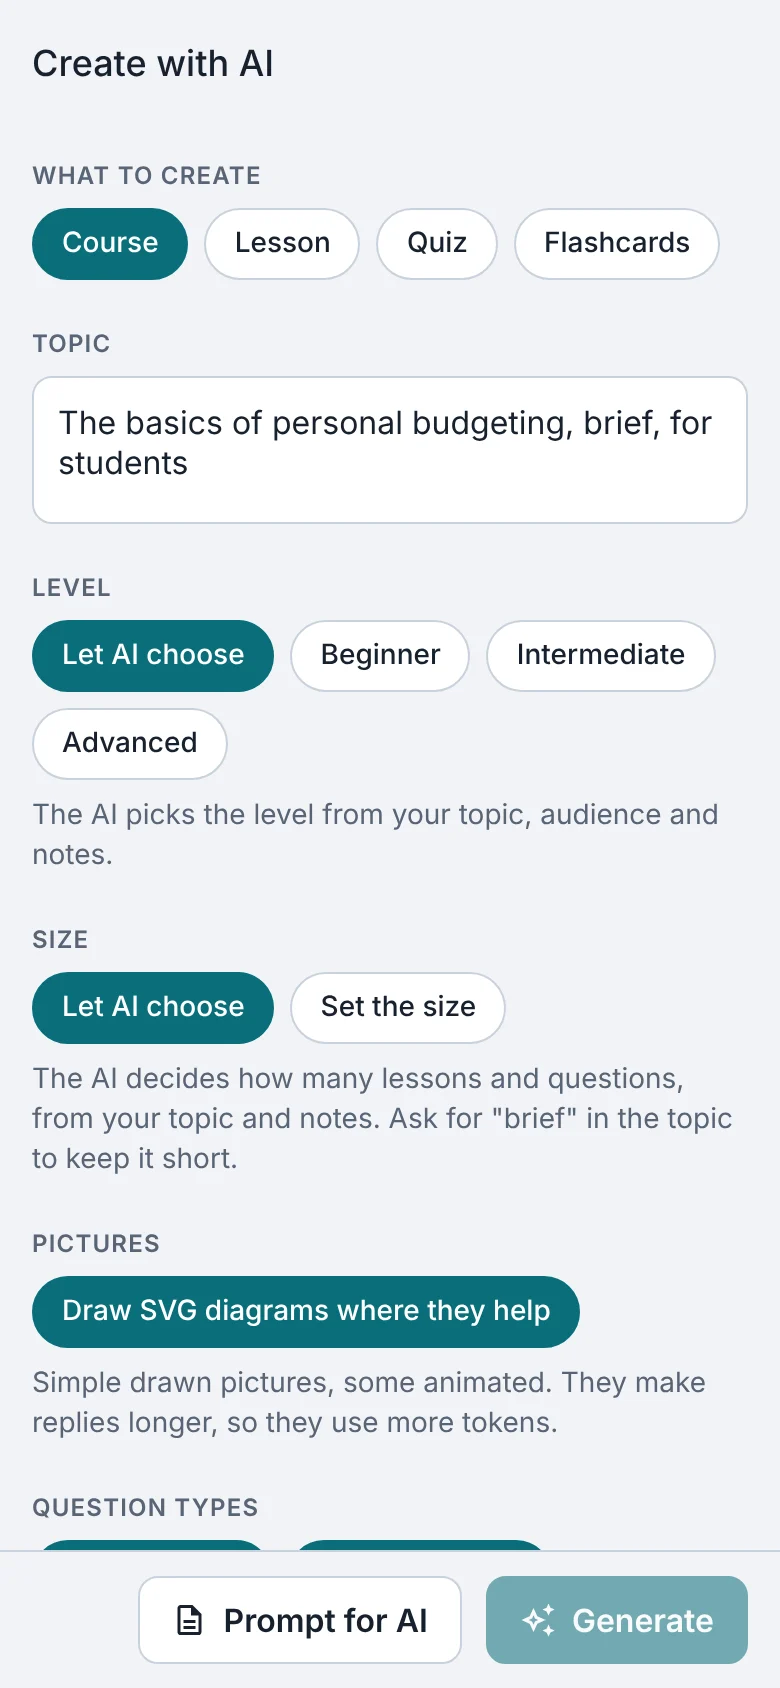 Create with AI
WHAT TO CREATE
Course Lesson Quiz Flashcards
TOPIC
The basics of personal budgeting, brief, for
students
LEVEL
Let AI choose Beginner Intermediate
Advanced
The AI picks the level from your topic, audience and
notes.
SIZE
Let AI choose Set the size
The AI decides how many lessons and questions,
from your topic and notes. Ask for "brief" in the topic
to keep it short.
PICTURES
Draw SVG diagrams where they help
Simple drawn pictures, some animated. They make
replies longer, so they use more tokens.
QUESTION TYPES
Prompt for AI Generate